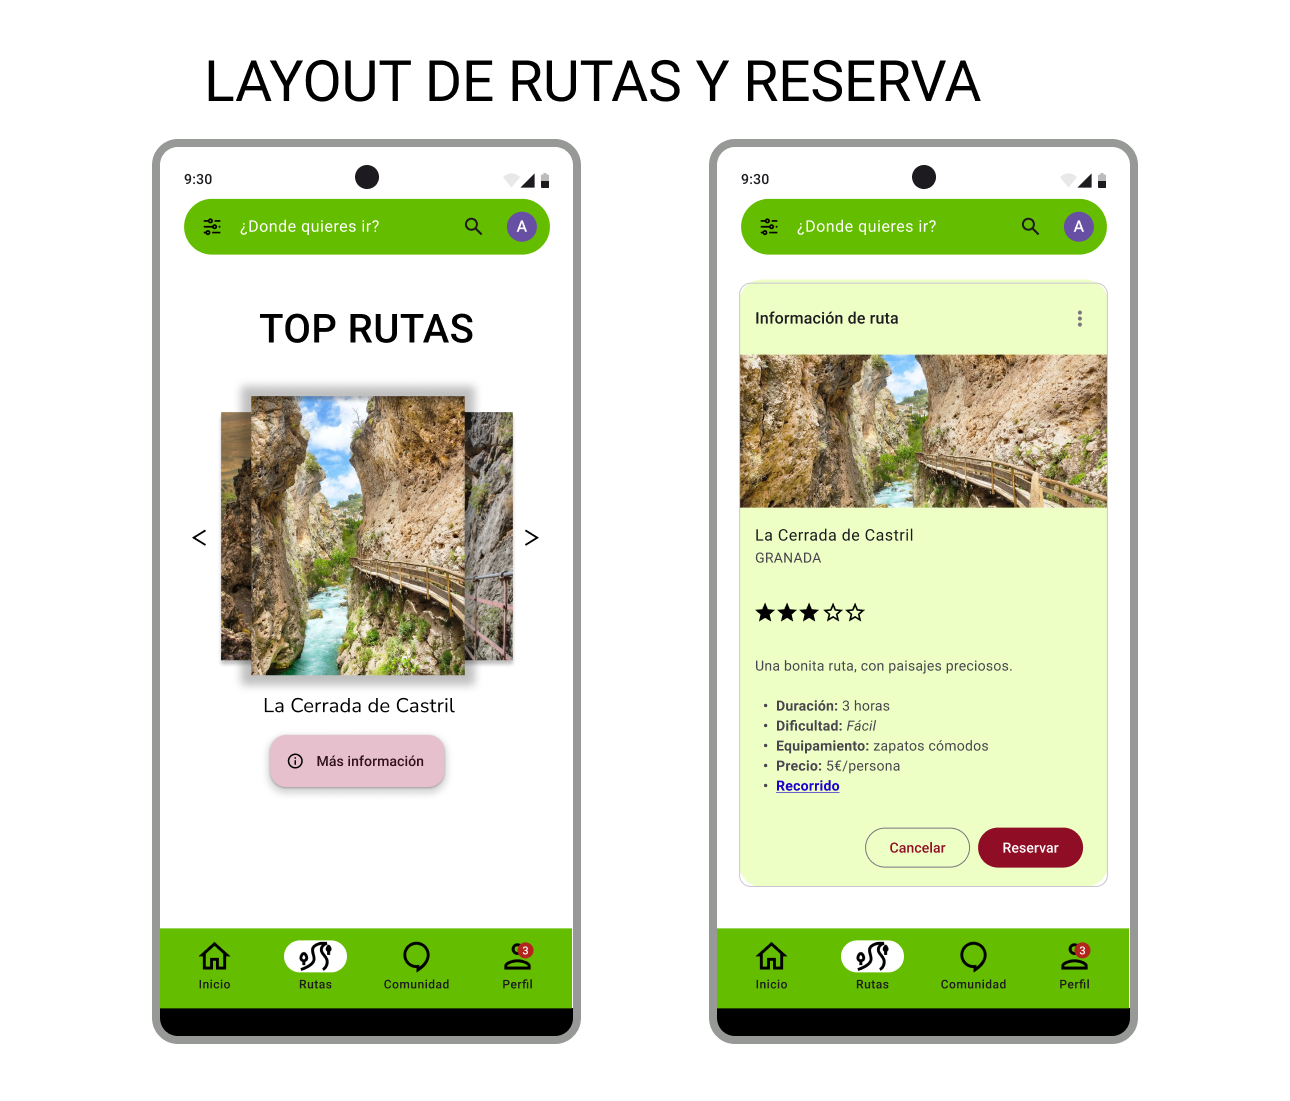 LAYOUT DE RUTAS Y RESERVA
9:30
¿Donde quieres ir?
A
TOP RUTAS
<
>
La Cerrada de Castril
Más información
Inicio
Rutas
Comunidad
3
Perfil
9:30
¿Donde quieres ir?
A
Información de ruta
La Cerrada de Castril
GRANADA
Una bonita ruta, con paisajes preciosos.
• Duración: 3 horas
• Dificultad: Fácil
• Equipamiento: zapatos cómodos
• Precio: 5€/persona
• Recorrido
Cancelar
Reservar
Inicio
Rutas
Comunidad
3
Perfil